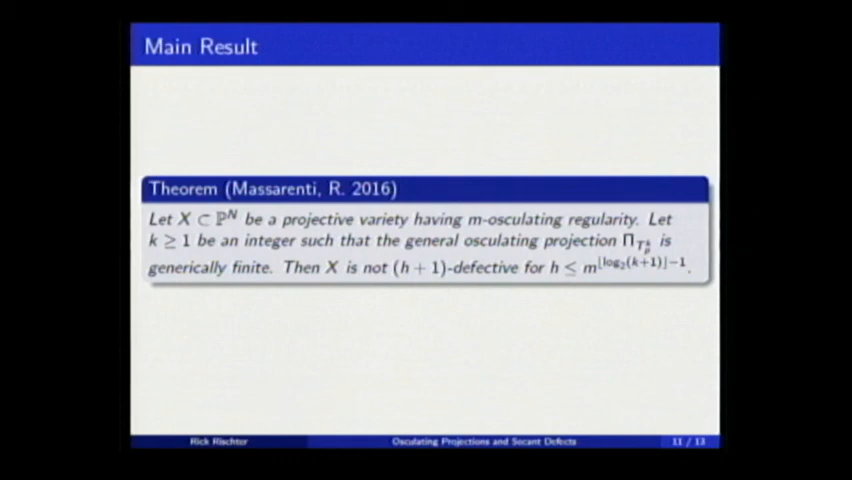 Main Result
Theorem (Massarenti, R. 2016)
Let X ⊂ ℙ^N be a projective variety having m-osculating regularity. Let
k ≥ 1 be an integer such that the general osculating projection Π_{T_p^k} is
generically finite. Then X is not (h + 1)-defective for h ≤ m^{⌊log₂(k+1)⌋−1}.
Rick Rischter Osculating Projections and Secant Defects 11 / 13